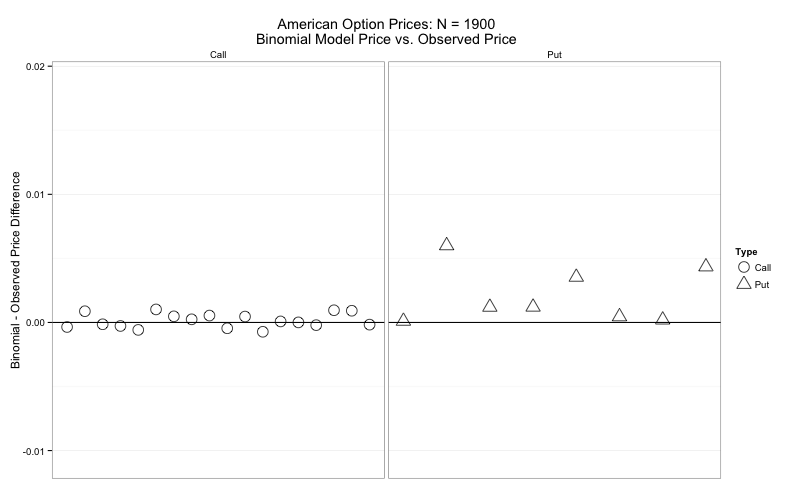 American Option Prices: N = 1900
Binomial Model Price vs. Observed Price
Call
Put
Binomial - Observed Price Difference
0.02
0.01
0.00
-0.01
Type
Call
Put